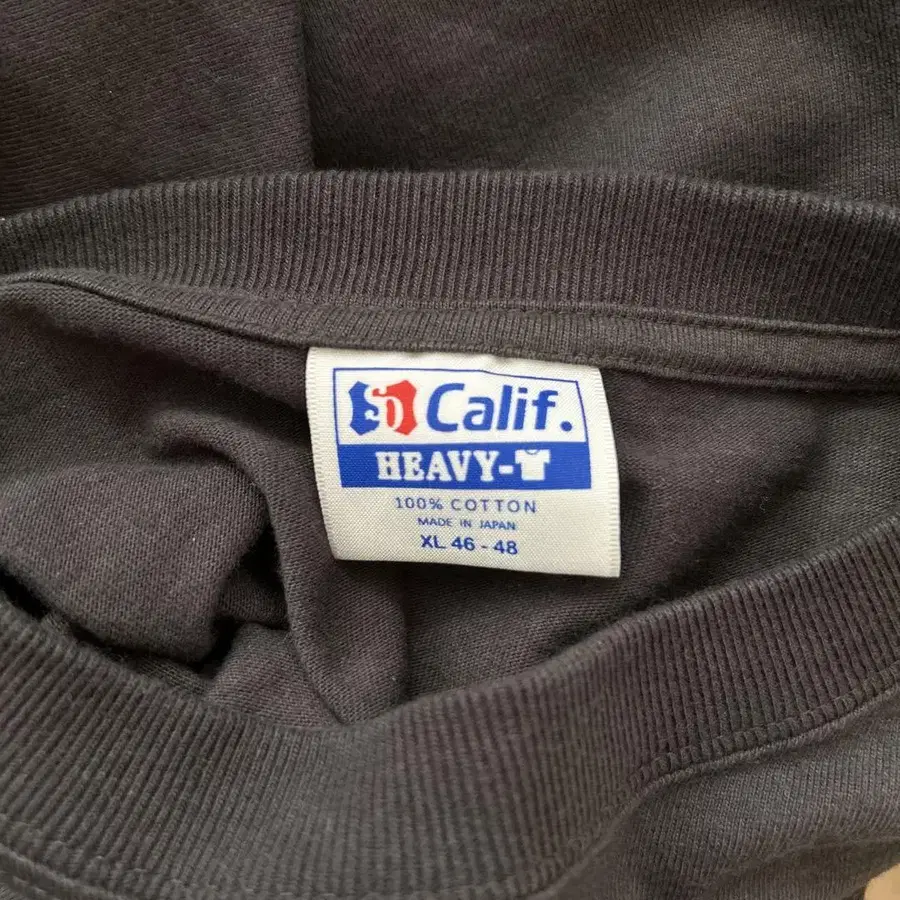 SD Calif.
HEAVY-T
100% COTTON
MADE IN JAPAN
XL 46 - 48